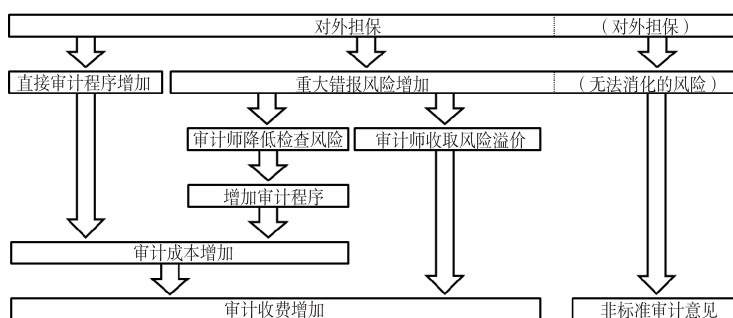 对外担保
（对外担保）
直接审计程序增加
重大错报风险增加
（无法消化的风险）
审计师降低检查风险
审计师收取风险溢价
增加审计程序
审计成本增加
审计收费增加
非标准审计意见